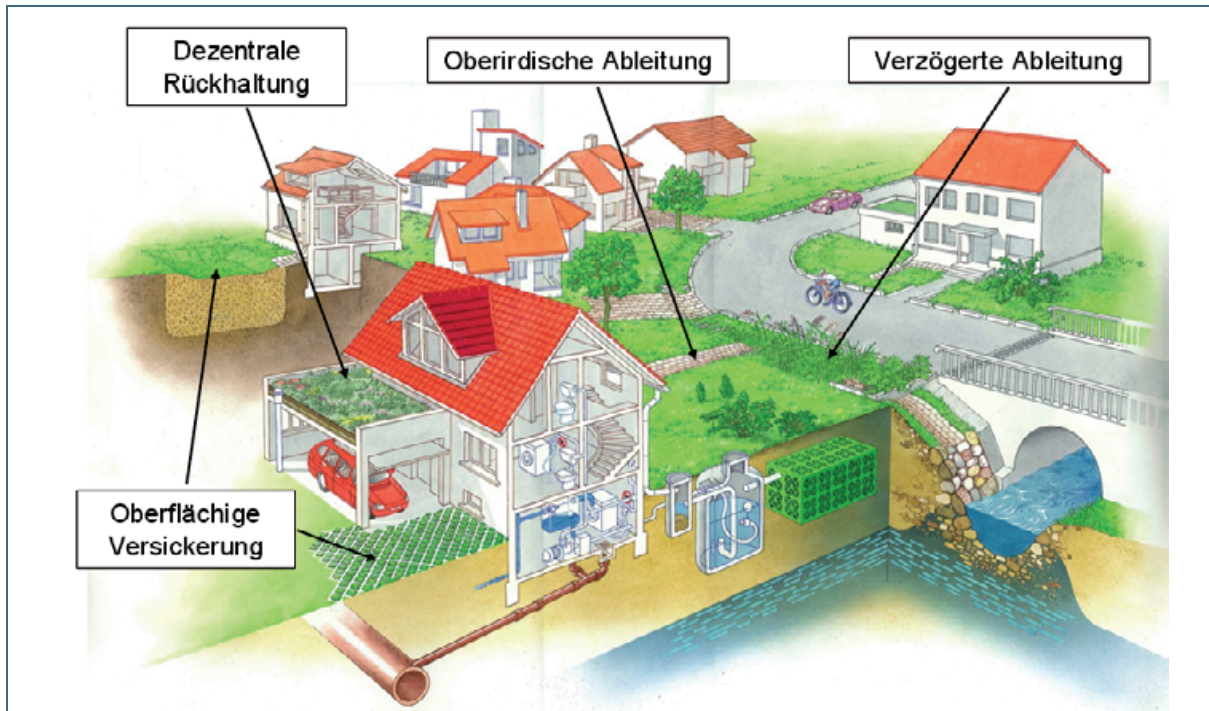 Dezentrale
Rückhaltung
Oberirdische Ableitung
Verzögerte Ableitung
Oberflächige
Versickerung